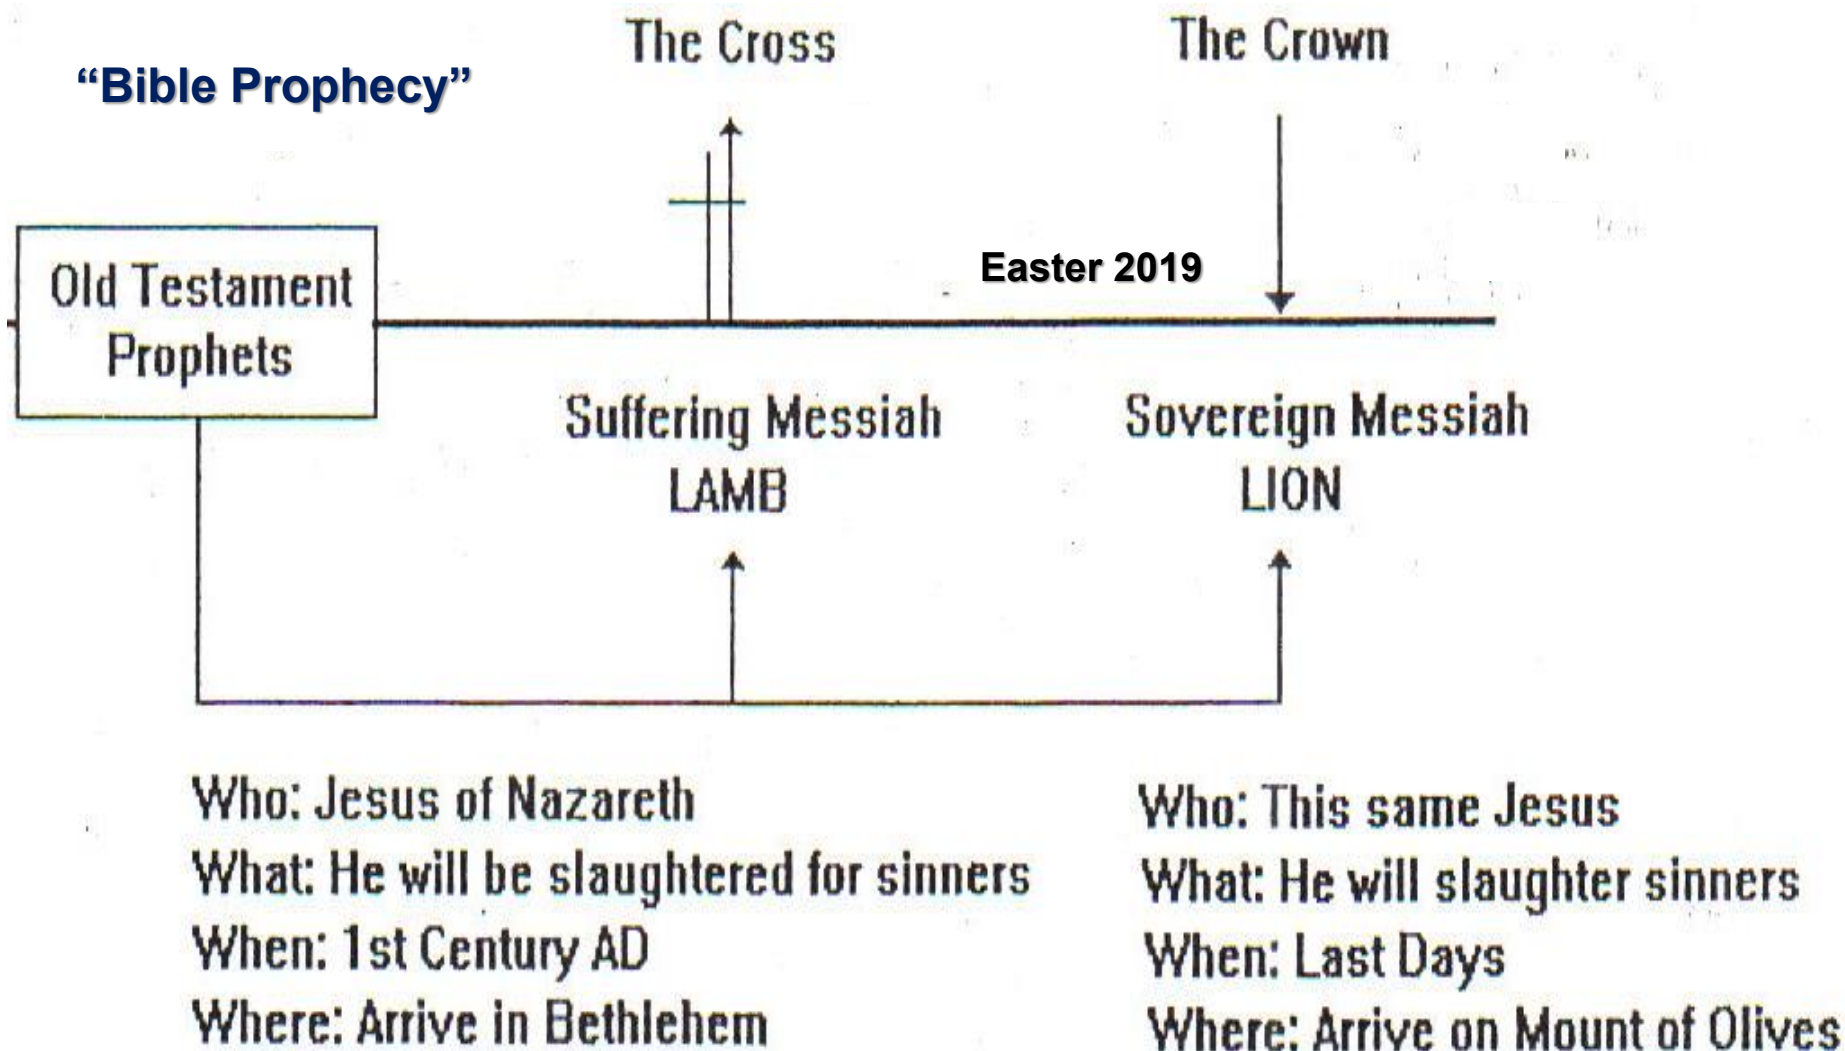 The Cross
The Crown
“Bible Prophecy”
Easter 2019
Old Testament
Prophets
Suffering Messiah
LAMB
Sovereign Messiah
LION
Who: Jesus of Nazareth
What: He will be slaughtered for sinners
When: 1st Century AD
Where: Arrive in Bethlehem
Who: This same Jesus
What: He will slaughter sinners
When: Last Days
Where: Arrive on Mount of Olives